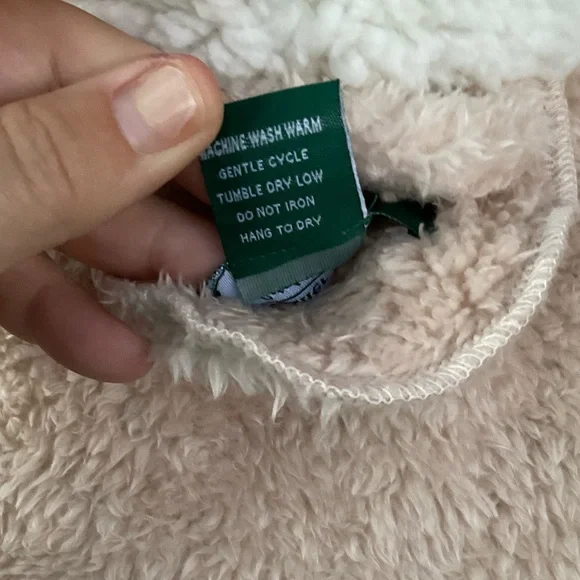 MACHINE WASH WARM
GENTLE CYCLE
TUMBLE DRY LOW
DO NOT IRON
HANG TO DRY